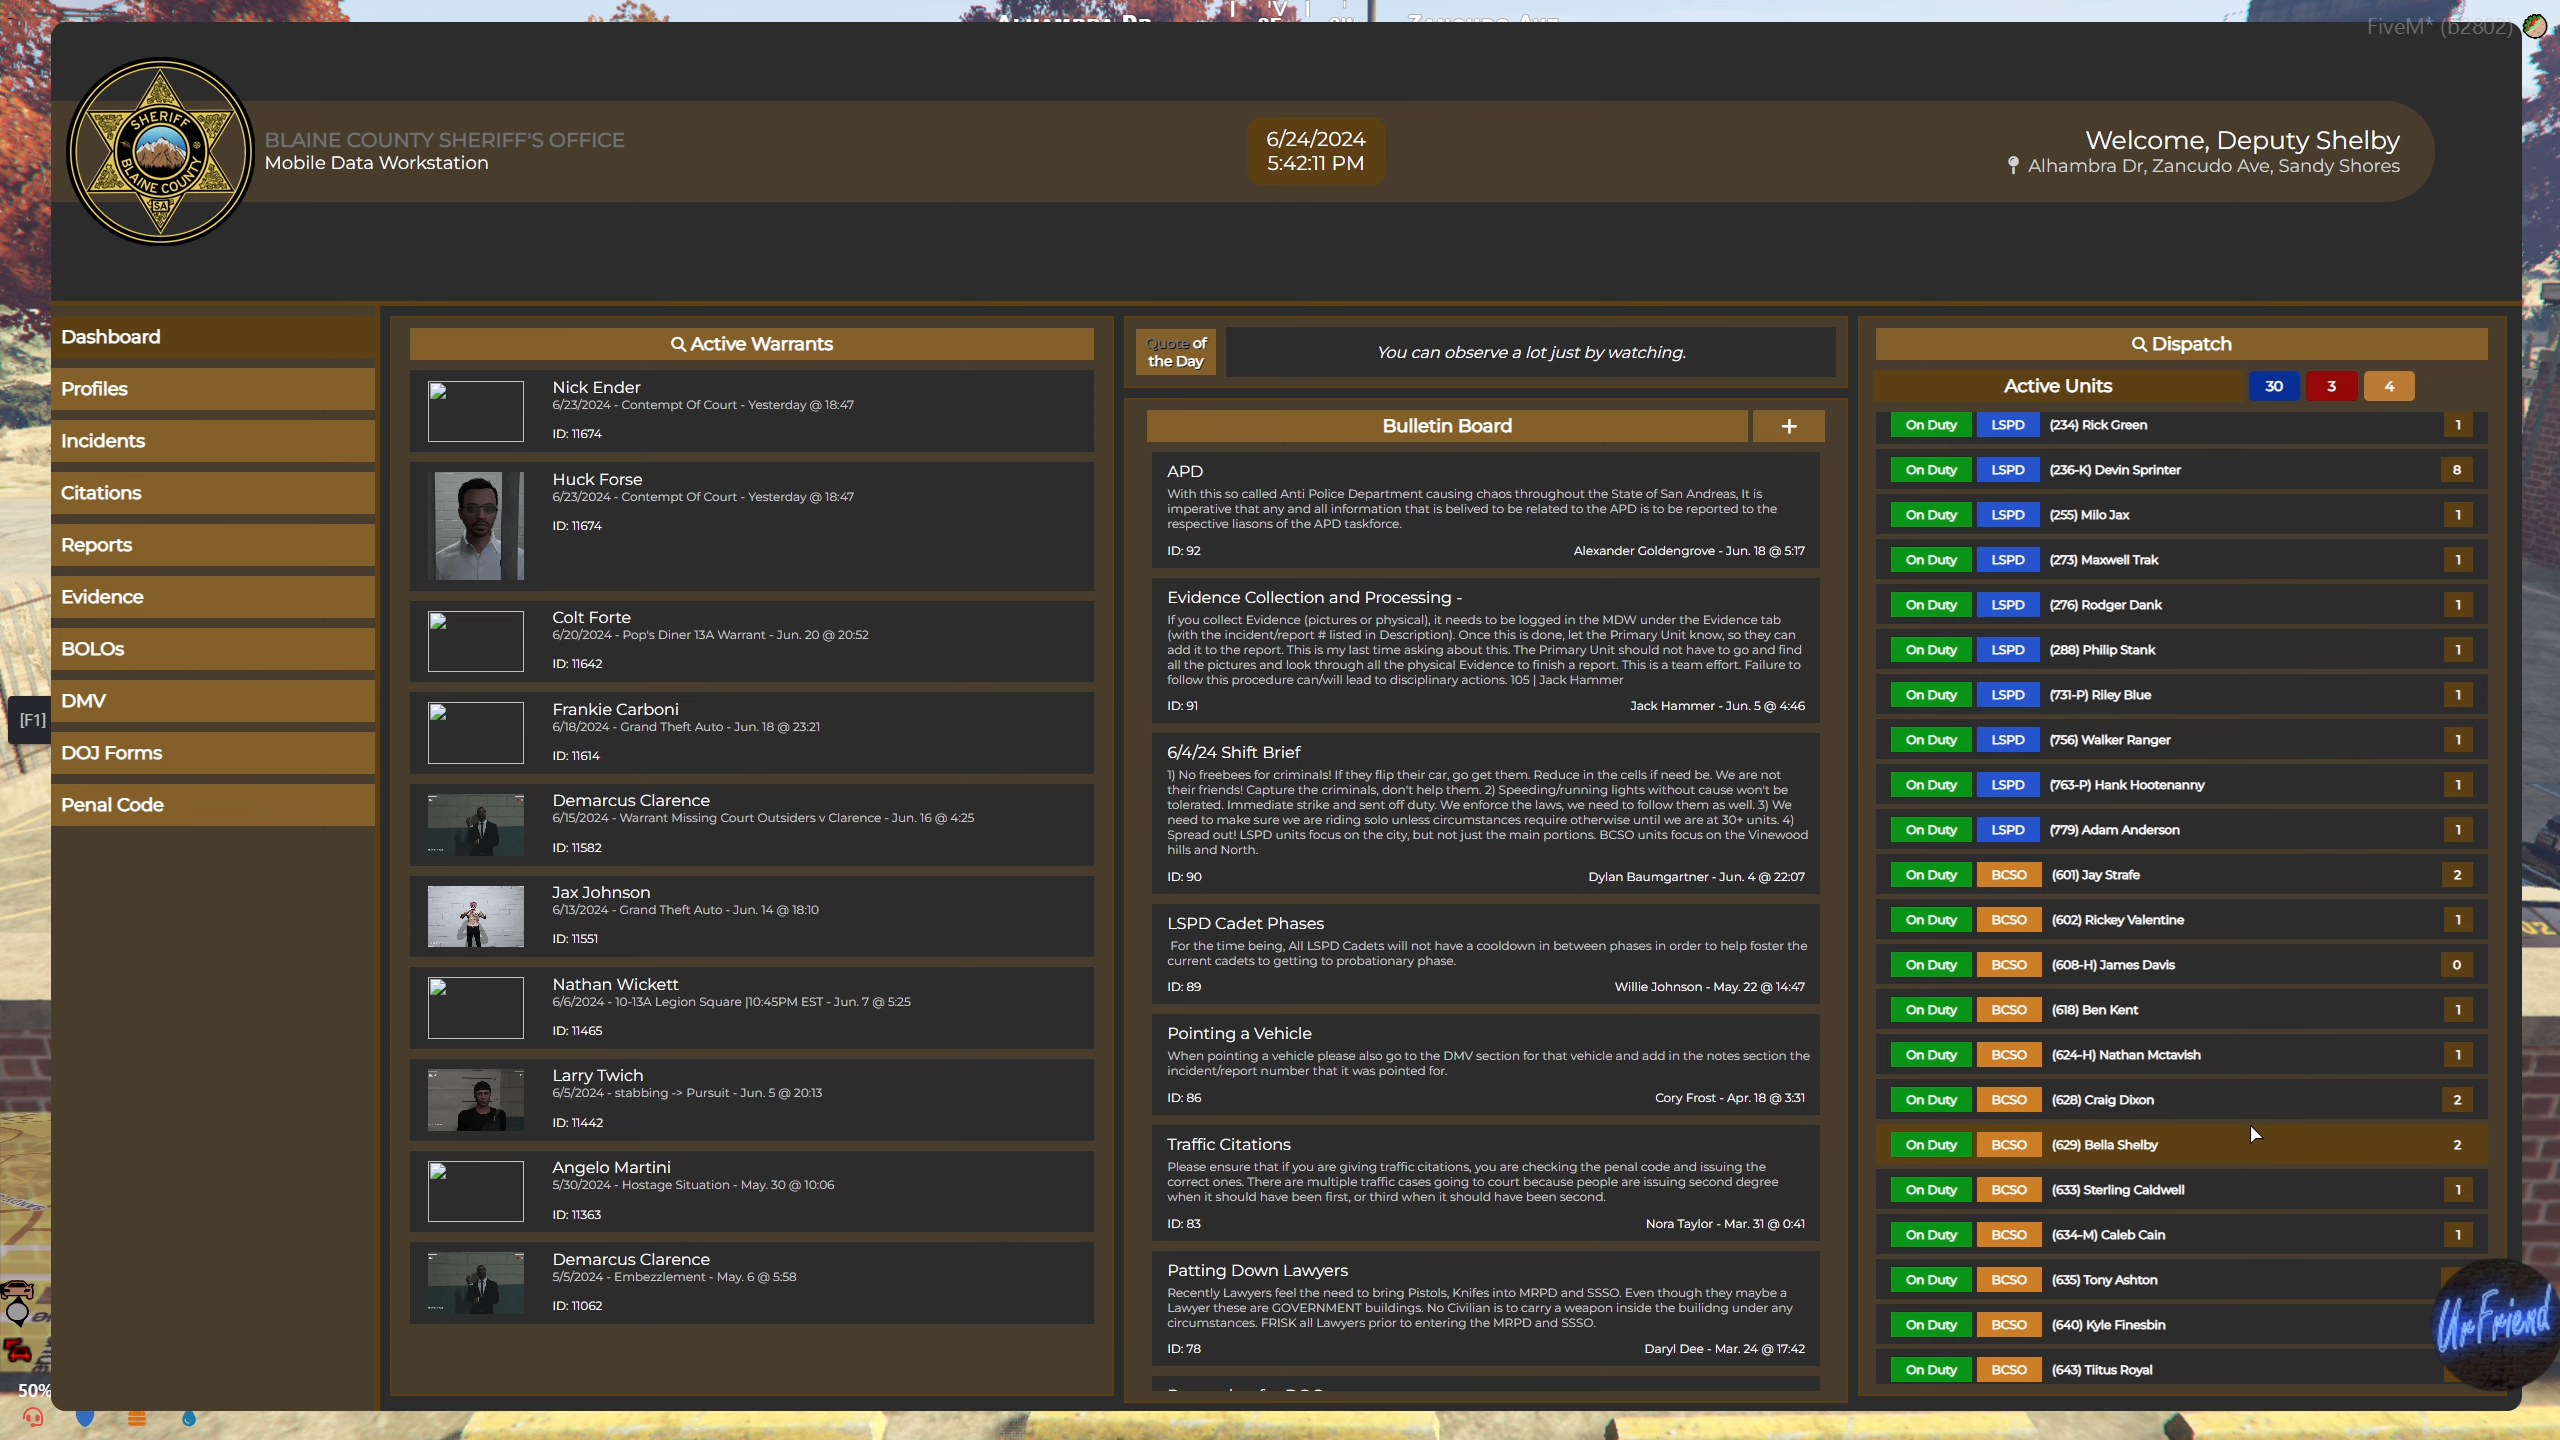 FiveM* (b2802)
SHERIFF
BLAINE COUNTY
SA
BLAINE COUNTY SHERIFF'S OFFICE
Mobile Data Workstation
6/24/2024
5:42:11 PM
Welcome, Deputy Shelby
Alhambra Dr, Zancudo Ave, Sandy Shores
Dashboard
Profiles
Incidents
Citations
Reports
Evidence
BOLOs
DMV
DOJ Forms
Penal Code
[F1]
50%
Active Warrants
Nick Ender
6/23/2024 - Contempt Of Court - Yesterday @ 18:47
ID: 11674
Huck Forse
6/23/2024 - Contempt Of Court - Yesterday @ 18:47
ID: 11674
Colt Forte
6/20/2024 - Pop's Diner 13A Warrant - Jun. 20 @ 20:52
ID: 11642
Frankie Carboni
6/18/2024 - Grand Theft Auto - Jun. 18 @ 23:21
ID: 11614
Demarcus Clarence
6/15/2024 - Warrant Missing Court Outsiders v Clarence - Jun. 16 @ 4:25
ID: 11582
Jax Johnson
6/13/2024 - Grand Theft Auto - Jun. 14 @ 18:10
ID: 11551
Nathan Wickett
6/6/2024 - 10-13A Legion Square |10:45PM EST - Jun. 7 @ 5:25
ID: 11465
Larry Twich
6/5/2024 - stabbing -> Pursuit - Jun. 5 @ 20:13
ID: 11442
Angelo Martini
5/30/2024 - Hostage Situation - May. 30 @ 10:06
ID: 11363
Demarcus Clarence
5/5/2024 - Embezzlement - May. 6 @ 5:58
ID: 11062
Quote of
the Day
You can observe a lot just by watching.
Bulletin Board
+
APD
With this so called Anti Police Department causing chaos throughout the State of San Andreas, It is
imperative that any and all information that is belived to be related to the APD is to be reported to the
respective liasons of the APD taskforce.
ID: 92
Alexander Goldengrove - Jun. 18 @ 5:17
Evidence Collection and Processing -
If you collect Evidence (pictures or physical), it needs to be logged in the MDW under the Evidence tab
(with the incident/report # listed in Description). Once this is done, let the Primary Unit know, so they can
add it to the report. This is my last time asking about this. The Primary Unit should not have to go and find
all the pictures and look through all the physical Evidence to finish a report. This is a team effort. Failure to
follow this procedure can/will lead to disciplinary actions. 105 | Jack Hammer
ID: 91
Jack Hammer - Jun. 5 @ 4:46
6/4/24 Shift Brief
1) No freebees for criminals! If they flip their car, go get them. Reduce in the cells if need be. We are not
their friends! Capture the criminals, don't help them. 2) Speeding/running lights without cause won't be
tolerated. Immediate strike and sent off duty. We enforce the laws, we need to follow them as well. 3) We
need to make sure we are riding solo unless circumstances require otherwise until we are at 30+ units. 4)
Spread out! LSPD units focus on the city, but not just the main portions. BCSO units focus on the Vinewood
hills and North.
ID: 90
Dylan Baumgartner - Jun. 4 @ 22:07
LSPD Cadet Phases
For the time being, All LSPD Cadets will not have a cooldown in between phases in order to help foster the
current cadets to getting to probationary phase.
ID: 89
Willie Johnson - May. 22 @ 14:47
Pointing a Vehicle
When pointing a vehicle please also go to the DMV section for that vehicle and add in the notes section the
incident/report number that it was pointed for.
ID: 86
Cory Frost - Apr. 18 @ 3:31
Traffic Citations
Please ensure that if you are giving traffic citations, you are checking the penal code and issuing the
correct ones. There are multiple traffic cases going to court because people are issuing second degree
when it should have been first, or third when it should have been second.
ID: 83
Nora Taylor - Mar. 31 @ 0:41
Patting Down Lawyers
Recently Lawyers feel the need to bring Pistols, Knifes into MRPD and SSSO. Even though they maybe a
Lawyer these are GOVERNMENT buildings. No Civilian is to carry a weapon inside the builidng under any
circumstances. FRISK all Lawyers prior to entering the MRPD and SSSO.
ID: 78
Daryl Dee - Mar. 24 @ 17:42
Dispatch
Active Units 30 3 4
On Duty LSPD (234) Rick Green 1
On Duty LSPD (236-K) Devin Sprinter 8
On Duty LSPD (255) Milo Jax 1
On Duty LSPD (273) Maxwell Trak 1
On Duty LSPD (276) Rodger Dank 1
On Duty LSPD (288) Philip Stank 1
On Duty LSPD (731-P) Riley Blue 1
On Duty LSPD (756) Walker Ranger 1
On Duty LSPD (763-P) Hank Hootenanny 1
On Duty LSPD (779) Adam Anderson 1
On Duty BCSO (601) Jay Strafe 2
On Duty BCSO (602) Rickey Valentine 1
On Duty BCSO (608-H) James Davis 0
On Duty BCSO (618) Ben Kent 1
On Duty BCSO (624-H) Nathan Mctavish 1
On Duty BCSO (628) Craig Dixon 2
On Duty BCSO (629) Bella Shelby 2
On Duty BCSO (633) Sterling Caldwell 1
On Duty BCSO (634-M) Caleb Cain 1
On Duty BCSO (635) Tony Ashton
On Duty BCSO (640) Kyle Finesbin
On Duty BCSO (643) Tiitus Royal
UrFriend